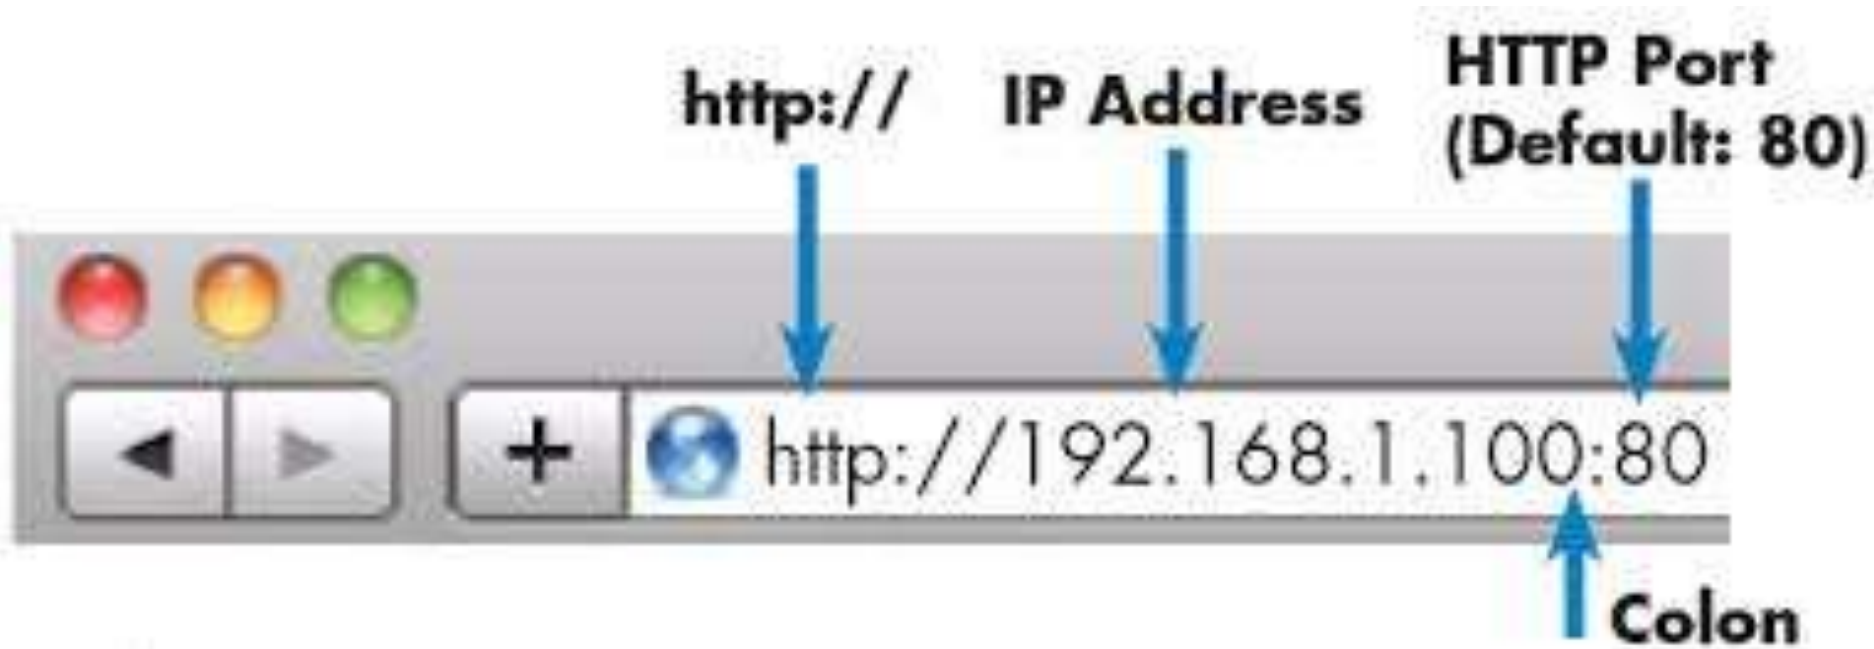 http://
IP Address
HTTP Port
(Default: 80)
http://192.168.1.100:80
Colon